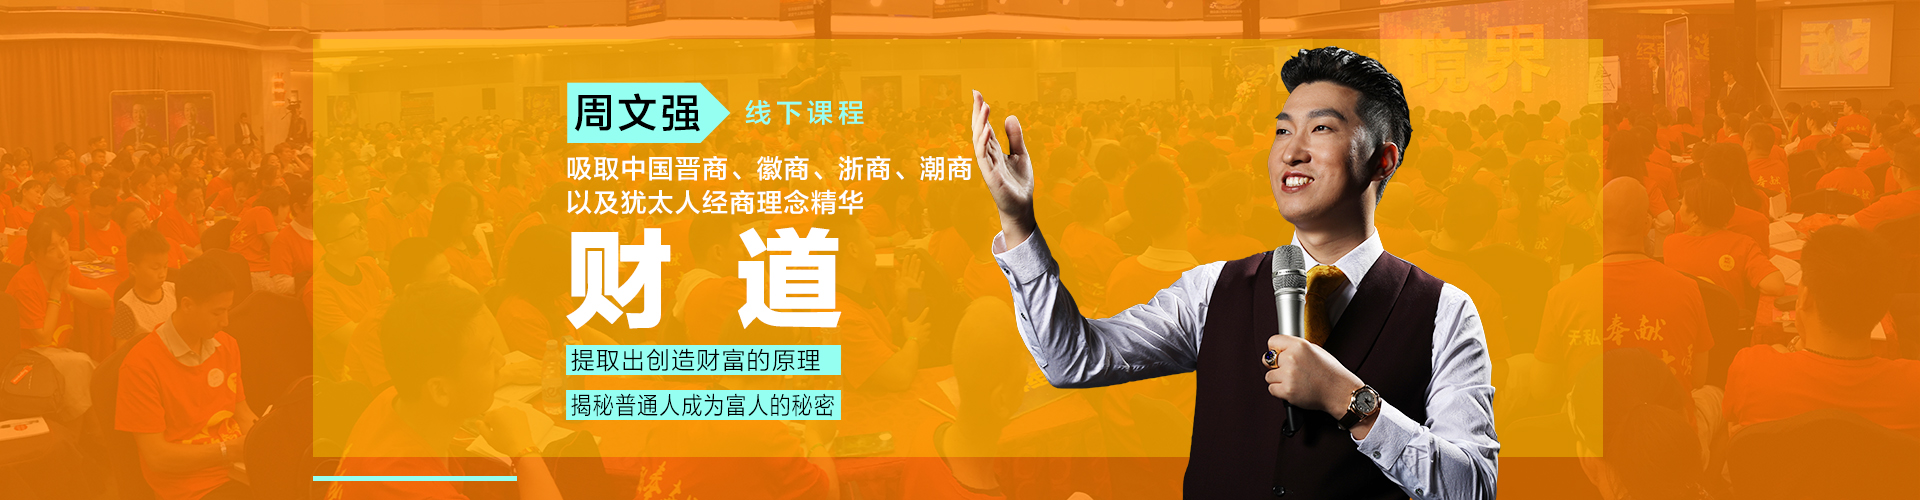 境界
周文强
线下课程
吸取中国晋商、徽商、浙商、潮商
以及犹太人经商理念精华
财道
提取出创造财富的原理
揭秘普通人成为富人的秘密
无私奉献